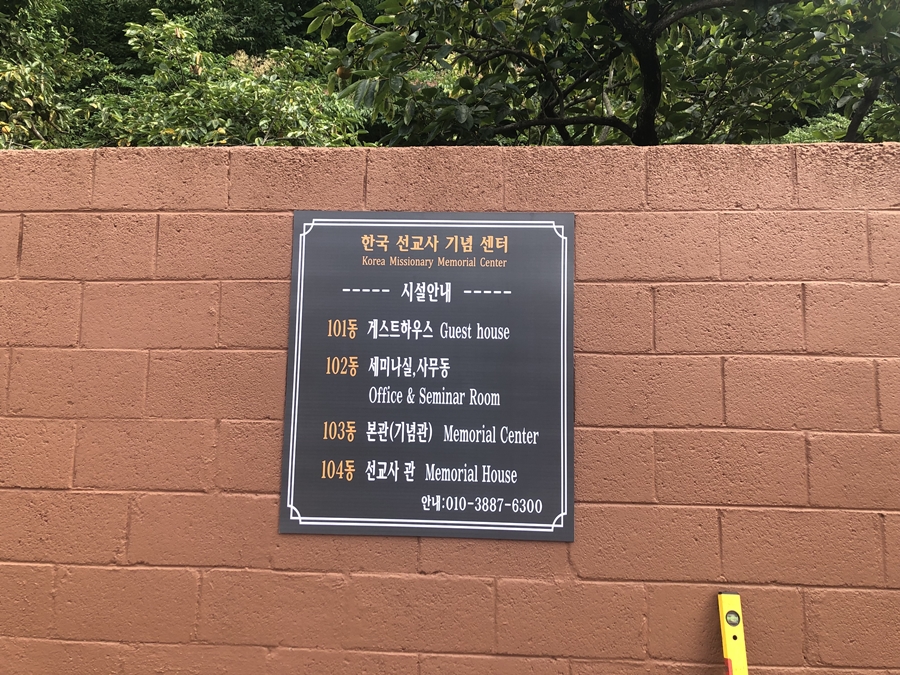 한국 선교사 기념 센터
Korea Missionary Memorial Center
----- 시설안내 -----
101동 게스트하우스 Guest house
102동 세미나실,사무동
Office & Seminar Room
103동 본관(기념관) Memorial Center
104동 선교사 관 Memorial House
안내:010-3887-6300